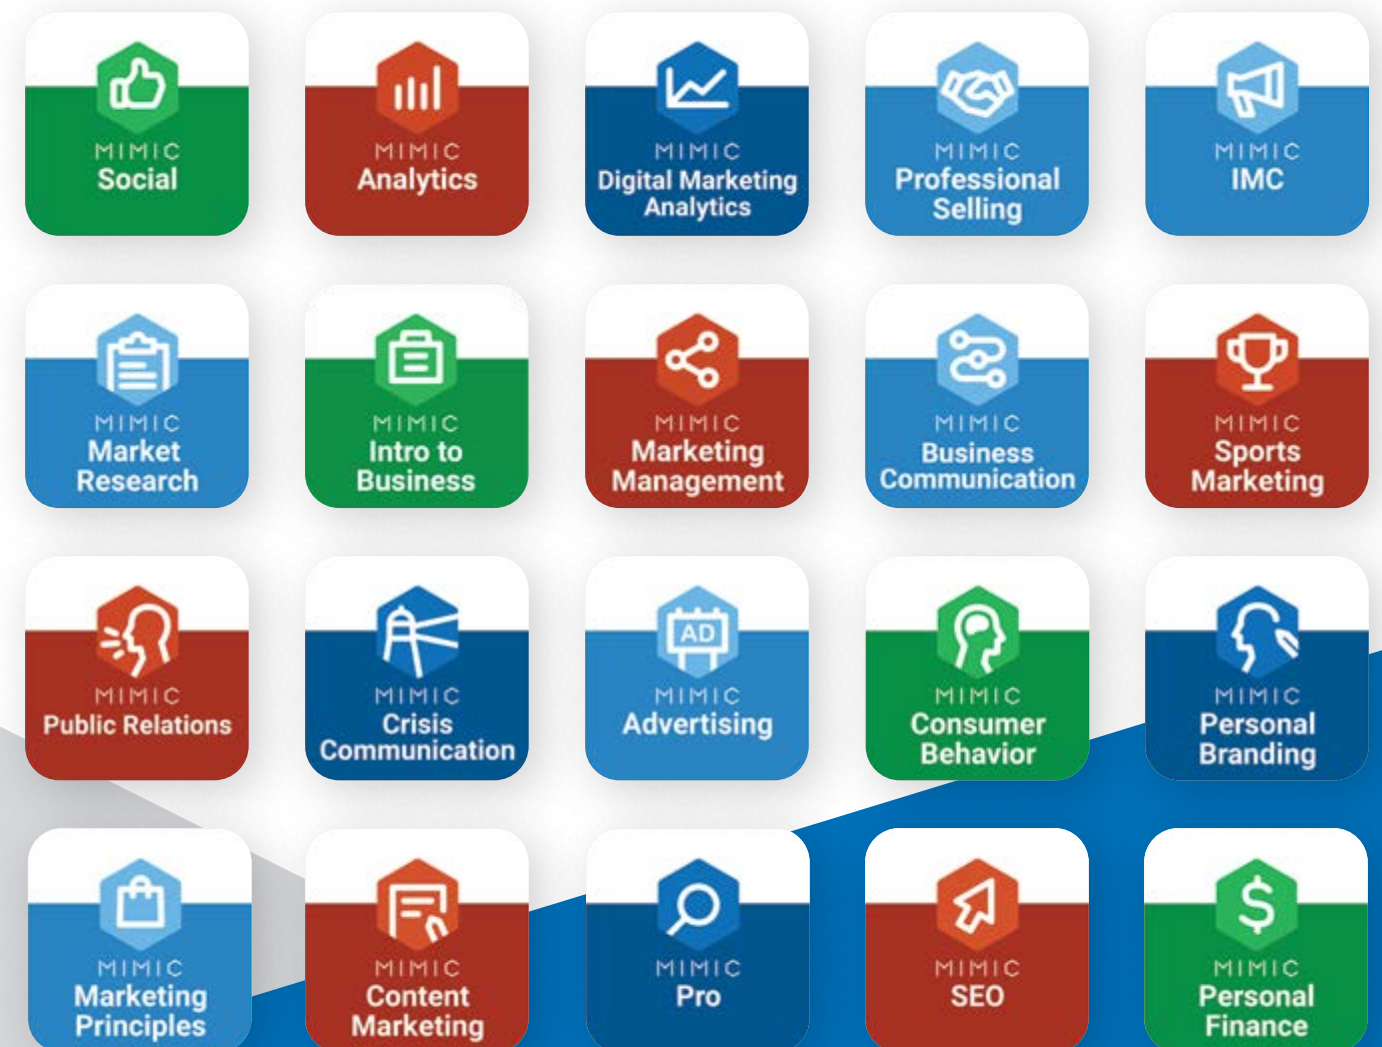 MIMIC
Social
MIMIC
Analytics
MIMIC
Digital Marketing
Analytics
MIMIC
Professional
Selling
MIMIC
IMC
MIMIC
Market
Research
MIMIC
Intro to
Business
MIMIC
Marketing
Management
MIMIC
Business
Communication
MIMIC
Sports
Marketing
MIMIC
Public Relations
MIMIC
Crisis
Communication
AD
MIMIC
Advertising
MIMIC
Consumer
Behavior
MIMIC
Personal
Branding
MIMIC
Marketing
Principles
MIMIC
Content
Marketing
MIMIC
Pro
MIMIC
SEO
$
MIMIC
Personal
Finance